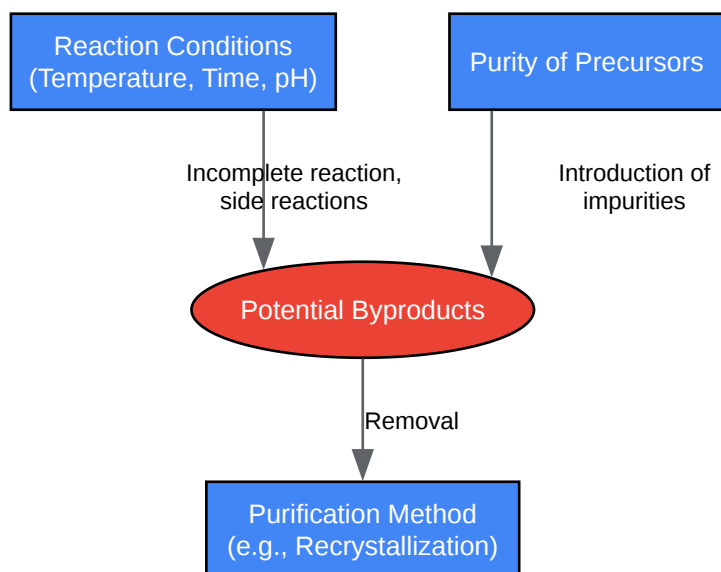 Reaction Conditions
(Temperature, Time, pH)
Purity of Precursors
Incomplete reaction,
side reactions
Introduction of
impurities
Potential Byproducts
Removal
Purification Method
(e.g., Recrystallization)